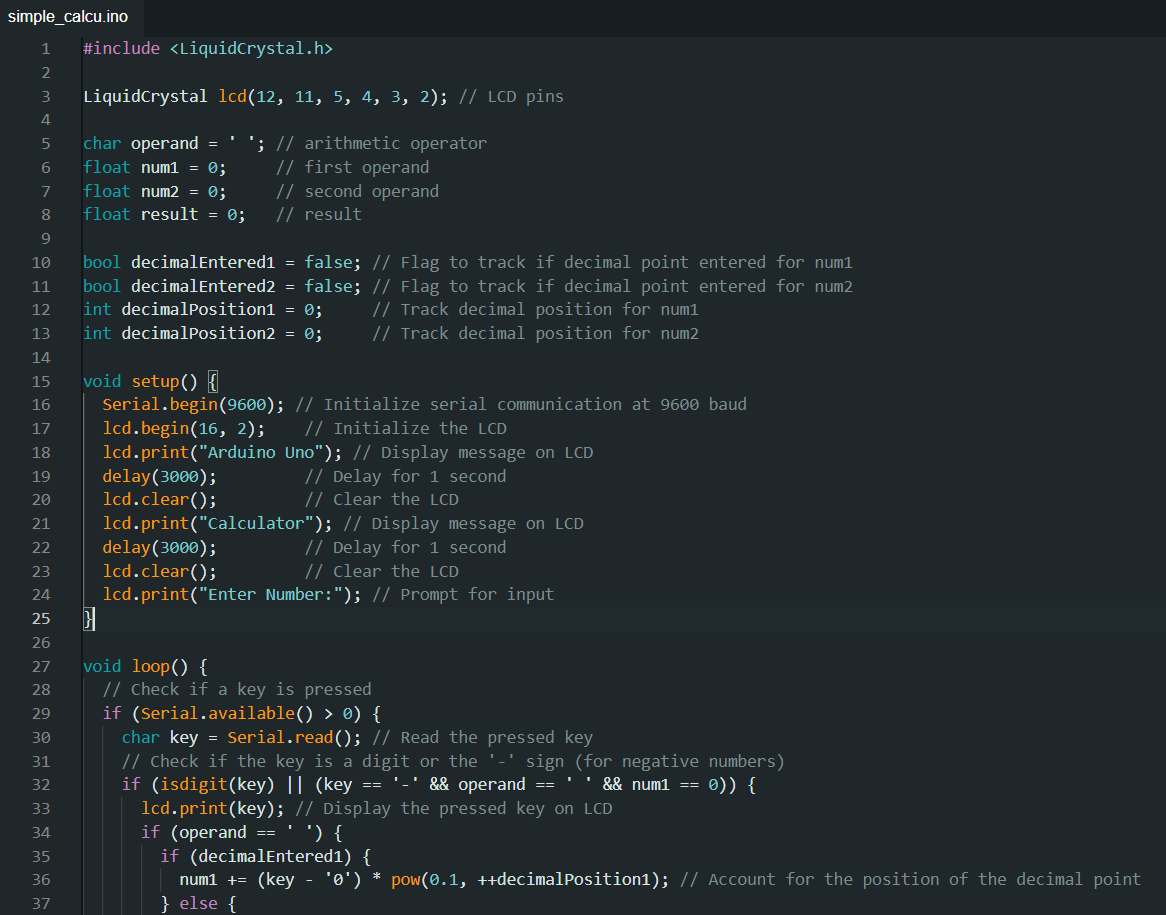 simple_calcu.ino
1 #include <LiquidCrystal.h>
2
3 LiquidCrystal lcd(12, 11, 5, 4, 3, 2); // LCD pins
4
5 char operand = ' '; // arithmetic operator
6 float num1 = 0;     // first operand
7 float num2 = 0;     // second operand
8 float result = 0;   // result
9
10 bool decimalEntered1 = false; // Flag to track if decimal point entered for num1
11 bool decimalEntered2 = false; // Flag to track if decimal point entered for num2
12 int decimalPosition1 = 0;     // Track decimal position for num1
13 int decimalPosition2 = 0;     // Track decimal position for num2
14
15 void setup() {
16   Serial.begin(9600); // Initialize serial communication at 9600 baud
17   lcd.begin(16, 2);    // Initialize the LCD
18   lcd.print("Arduino Uno"); // Display message on LCD
19   delay(3000);         // Delay for 1 second
20   lcd.clear();         // Clear the LCD
21   lcd.print("Calculator"); // Display message on LCD
22   delay(3000);         // Delay for 1 second
23   lcd.clear();         // Clear the LCD
24   lcd.print("Enter Number:"); // Prompt for input
25 }
26
27 void loop() {
28   // Check if a key is pressed
29   if (Serial.available() > 0) {
30     char key = Serial.read(); // Read the pressed key
31     // Check if the key is a digit or the '-' sign (for negative numbers)
32     if (isdigit(key) || (key == '-' && operand == ' ' && num1 == 0)) {
33       lcd.print(key); // Display the pressed key on LCD
34       if (operand == ' ') {
35         if (decimalEntered1) {
36           num1 += (key - '0') * pow(0.1, ++decimalPosition1); // Account for the position of the decimal point
37         } else {